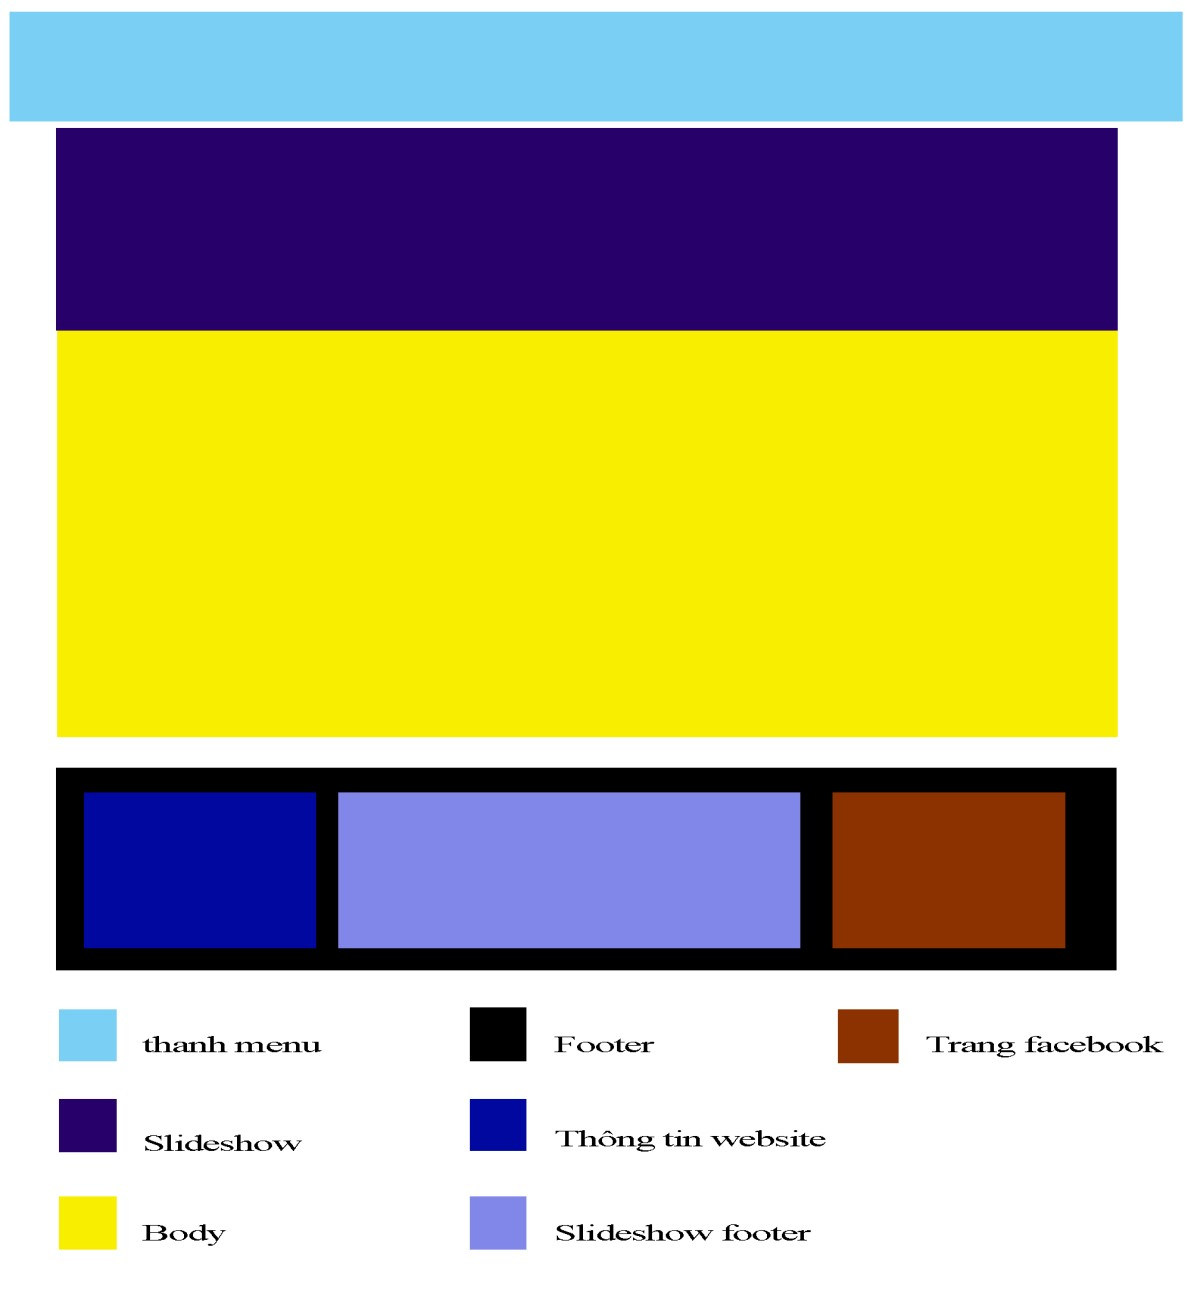 thanh menu
Footer
Trang facebook
Slideshow
Thông tin website
Body
Slideshow footer